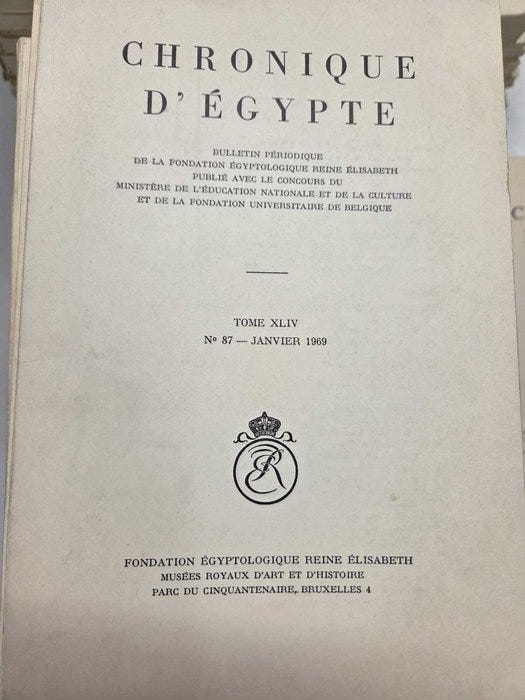 CHRONIQUE
D'ÉGYPTE
BULLETIN PÉRIODIQUE
DE LA FONDATION ÉGYPTOLOGIQUE REINE ÉLISABETH
PUBLIÉ AVEC LE CONCOURS DU
MINISTÈRE DE L'ÉDUCATION NATIONALE ET DE LA CULTURE
ET DE LA FONDATION UNIVERSITAIRE DE BELGIQUE
TOME XLIV
Nº 87 — JANVIER 1969
FONDATION ÉGYPTOLOGIQUE REINE ÉLISABETH
MUSÉES ROYAUX D'ART ET D'HISTOIRE
PARC DU CINQUANTENAIRE, BRUXELLES 4